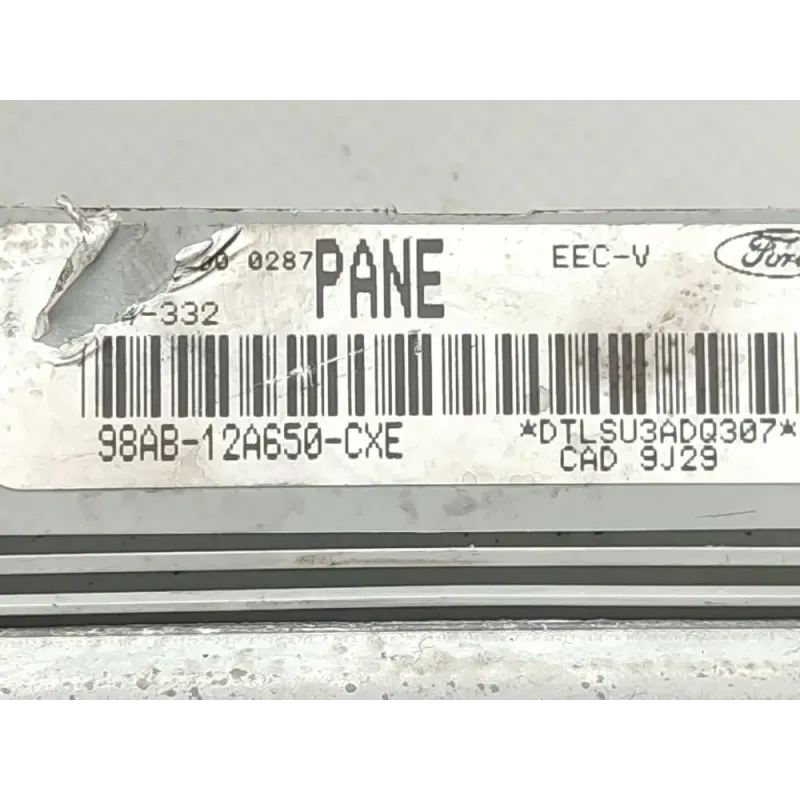 0287 PANE EEC-V Ford
-332
98AB-12A650-CXE *DTLSU3ADQ307*
CAD 9J29